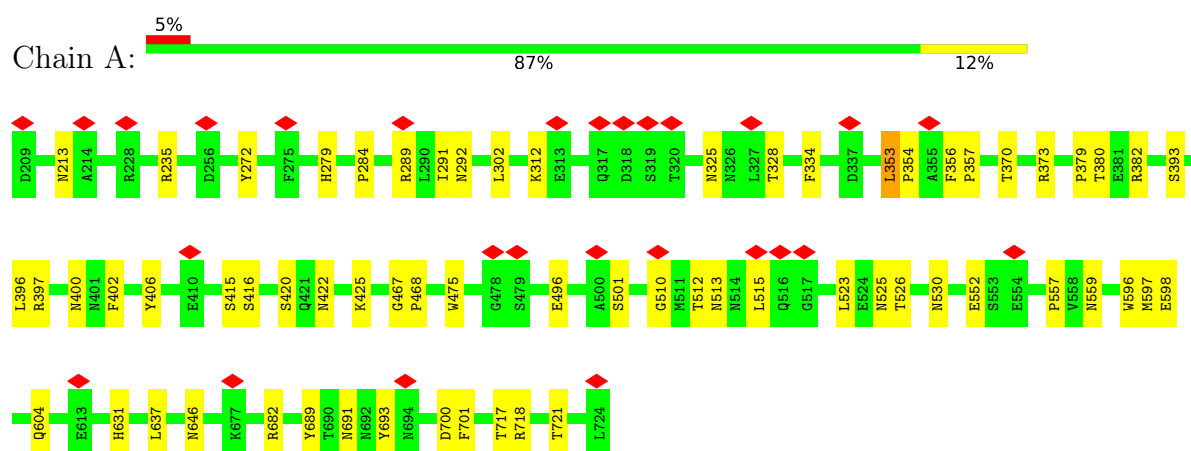 5%
Chain A:
87%
12%
D209 N213 A214 R228 R235 D256 Y272 F275 H279 P284 R289 L290 I291 N292 L302 K312 E313 Q317 D318 S319 T320 N325 N326 L327 T328 F334 D337 L353 P354 A355 F356 P357 T370 R373 P379 T380 E381 R382 S393
L396 R397 N400 N401 F402 Y406 E410 S415 S416 S420 Q421 N422 K425 G467 P468 W475 G478 S479 E496 A500 S501 G510 M511 T512 N513 N514 L515 Q516 G517 L523 E524 N525 T526 N530 E552 S553 E554 P557 V558 N559 W596 M597 E598
Q604 E613 H631 L637 N646 K677 R682 Y689 T690 N691 N692 Y693 N694 D700 F701 T717 R718 T721 L724